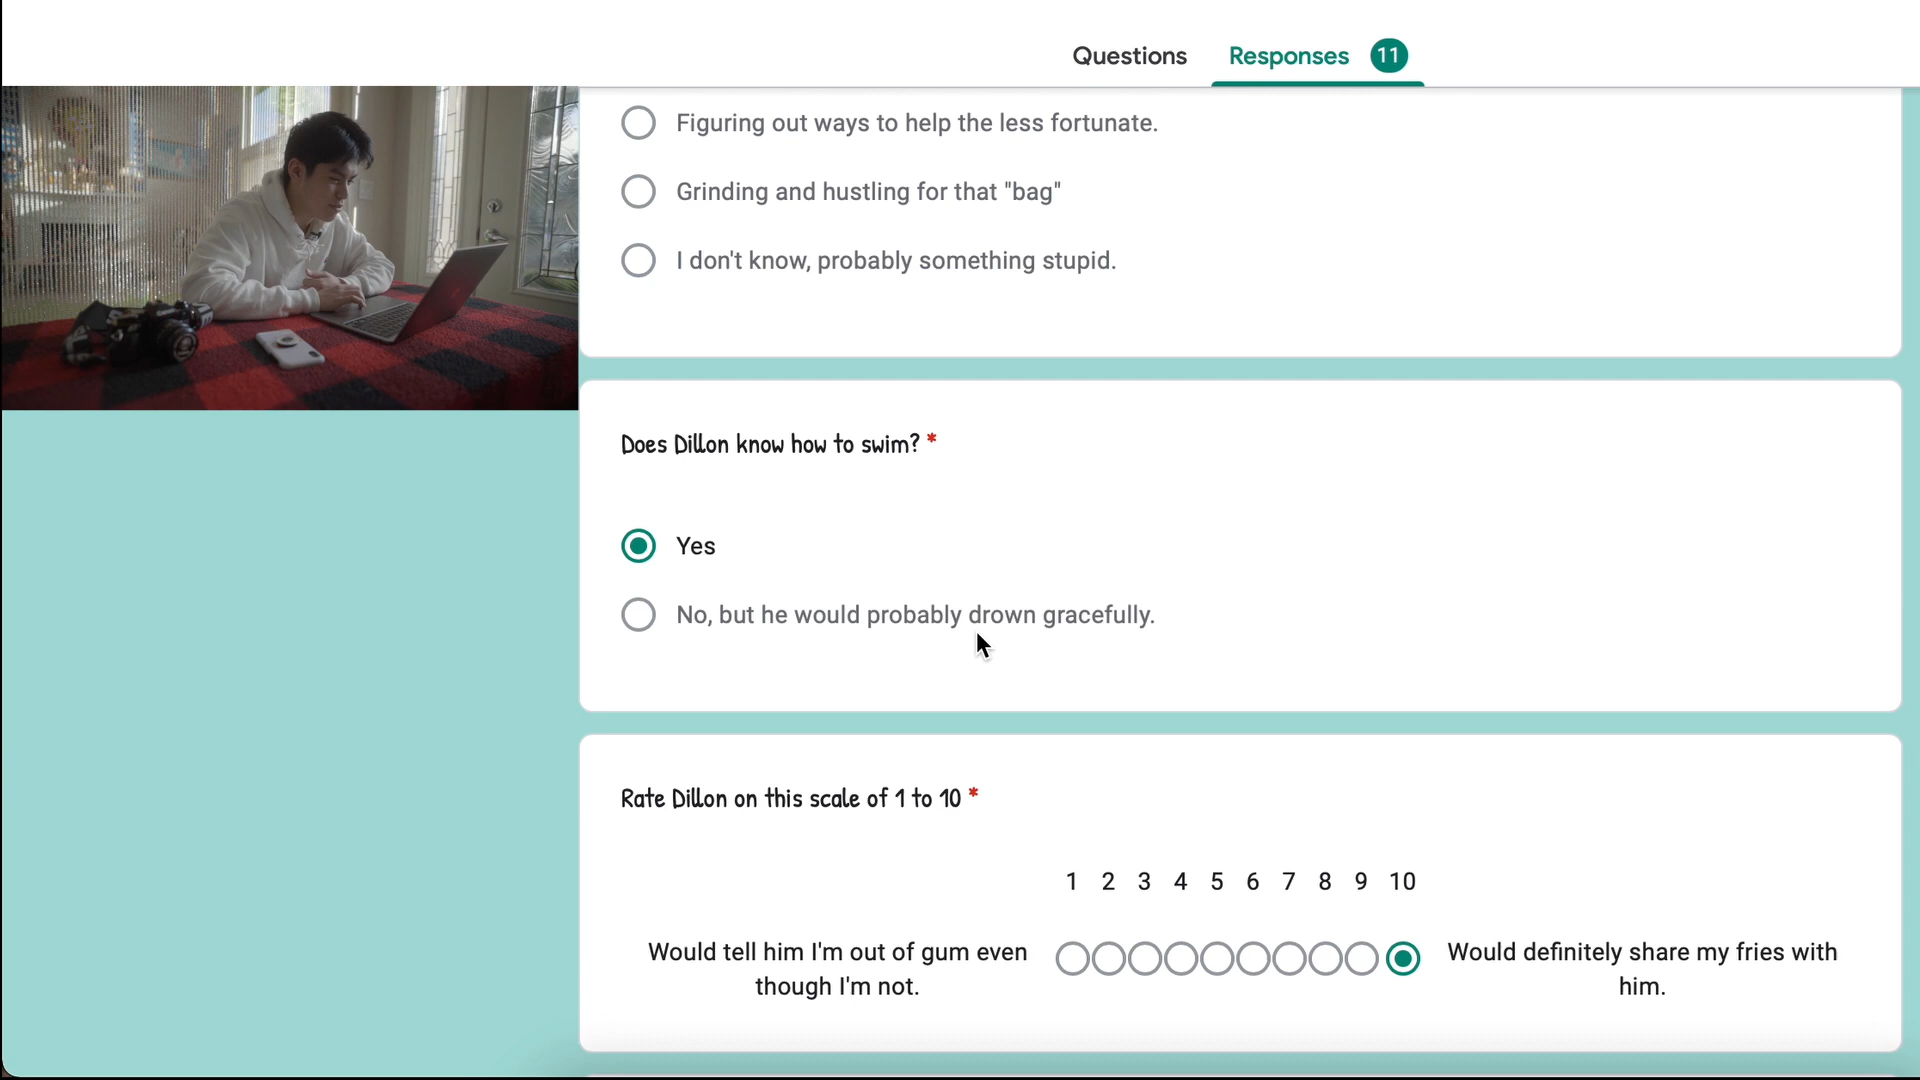 Questions
Responses 11
Figuring out ways to help the less fortunate.
Grinding and hustling for that "bag"
I don't know, probably something stupid.
Does Dillon know how to swim? *
Yes
No, but he would probably drown gracefully.
Rate Dillon on this scale of 1 to 10 *
1 2 3 4 5 6 7 8 9 10
Would tell him I'm out of gum even
though I'm not.
Would definitely share my fries with
him.